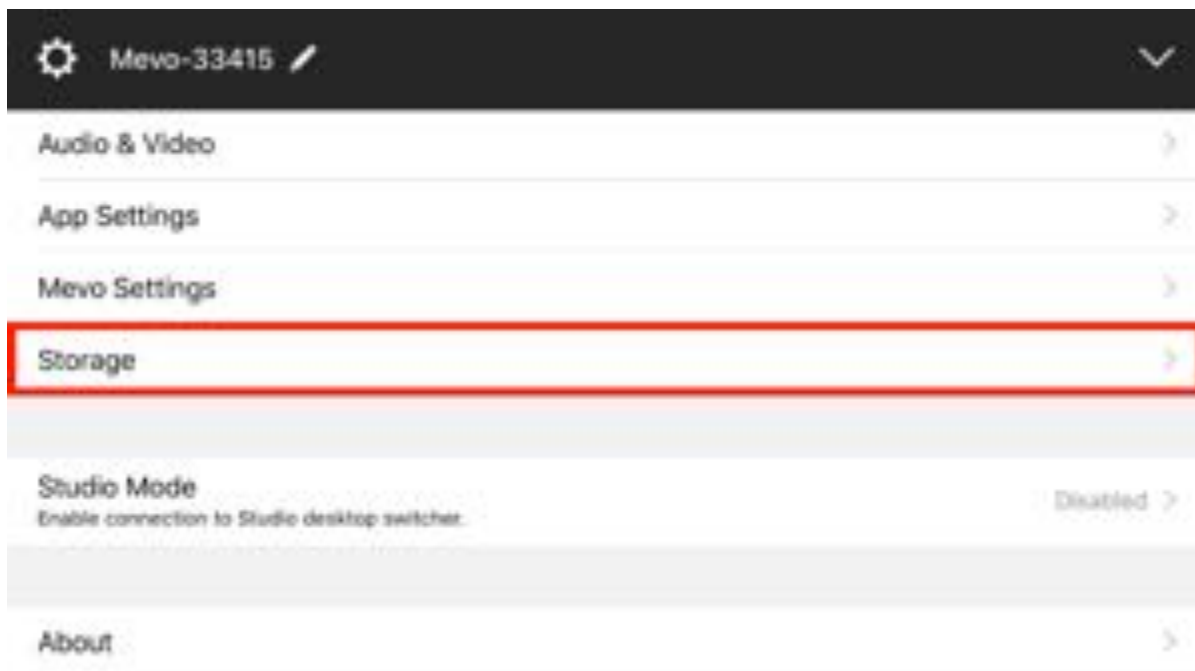 Mevo-33415
Audio & Video
App Settings
Mevo Settings
Storage
Studio Mode
Disabled
Enable connection to Studio desktop switcher.
About